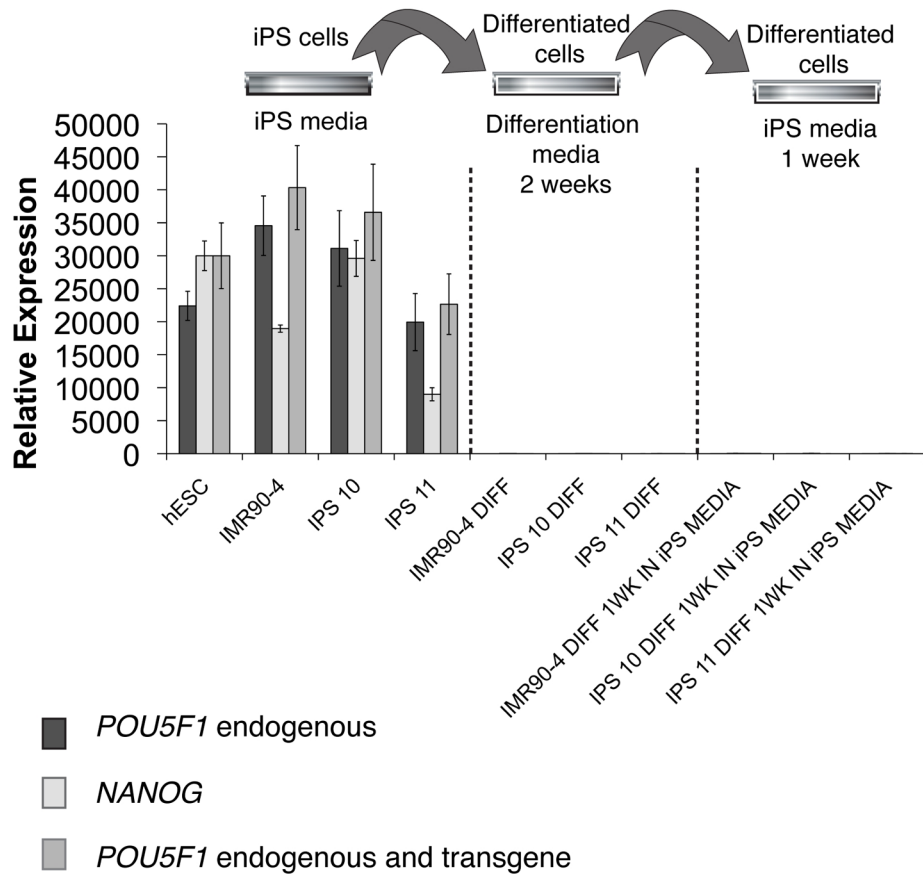 iPS cells
iPS media
Differentiated
cells
Differentiation
media
2 weeks
Differentiated
cells
iPS media
1 week
Relative Expression
50000
45000
40000
35000
30000
25000
20000
15000
10000
5000
0
hESC
IMR90-4
IPS 10
IPS 11
IMR90-4 DIFF
IPS 10 DIFF
IPS 11 DIFF
IMR90-4 DIFF 1WK IN iPS MEDIA
IPS 10 DIFF 1WK IN iPS MEDIA
IPS 11 DIFF 1WK IN iPS MEDIA
POU5F1 endogenous
NANOG
POU5F1 endogenous and transgene